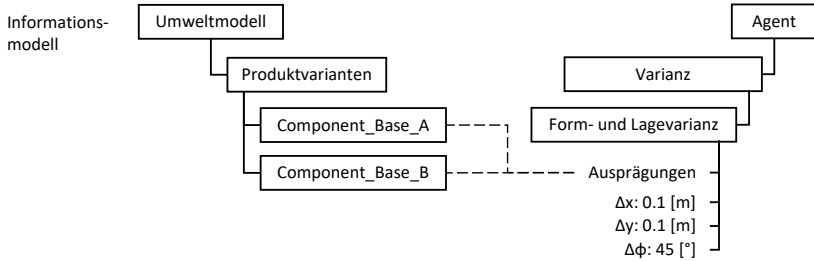 Informations-
modell
Umweltmodell
Agent
Produktvarianten
Varianz
Component_Base_A
Form- und Lagevarianz
Component_Base_B
Ausprägungen
Δx: 0.1 [m]
Δy: 0.1 [m]
Δϕ: 45 [°]